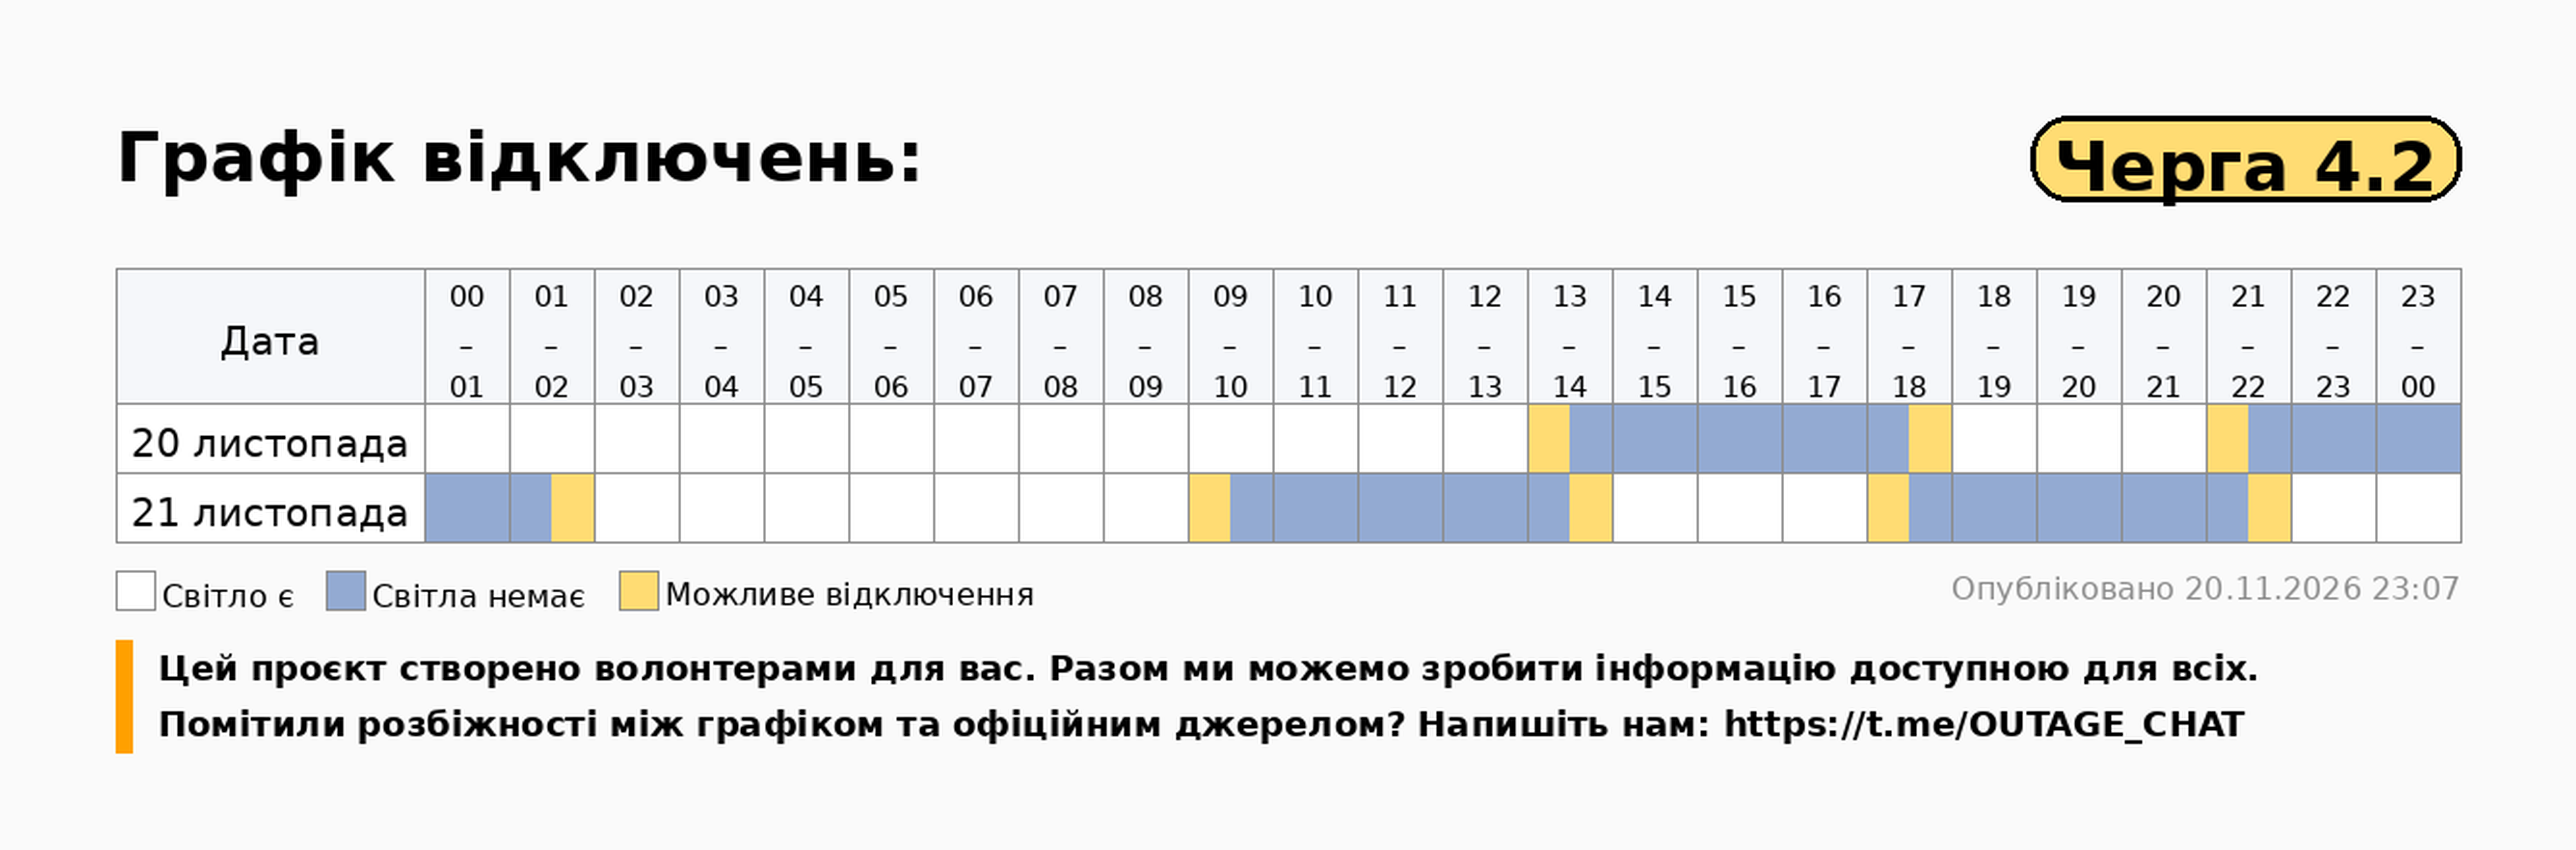 Графік відключень:
Черга 4.2
Дата
00 – 01
01 – 02
02 – 03
03 – 04
04 – 05
05 – 06
06 – 07
07 – 08
08 – 09
09 – 10
10 – 11
11 – 12
12 – 13
13 – 14
14 – 15
15 – 16
16 – 17
17 – 18
18 – 19
19 – 20
20 – 21
21 – 22
22 – 23
23 – 00
20 листопада
21 листопада
Світло є
Світла немає
Можливе відключення
Опубліковано 20.11.2026 23:07
Цей проєкт створено волонтерами для вас. Разом ми можемо зробити інформацію доступною для всіх.
Помітили розбіжності між графіком та офіційним джерелом? Напишіть нам: https://t.me/OUTAGE_CHAT